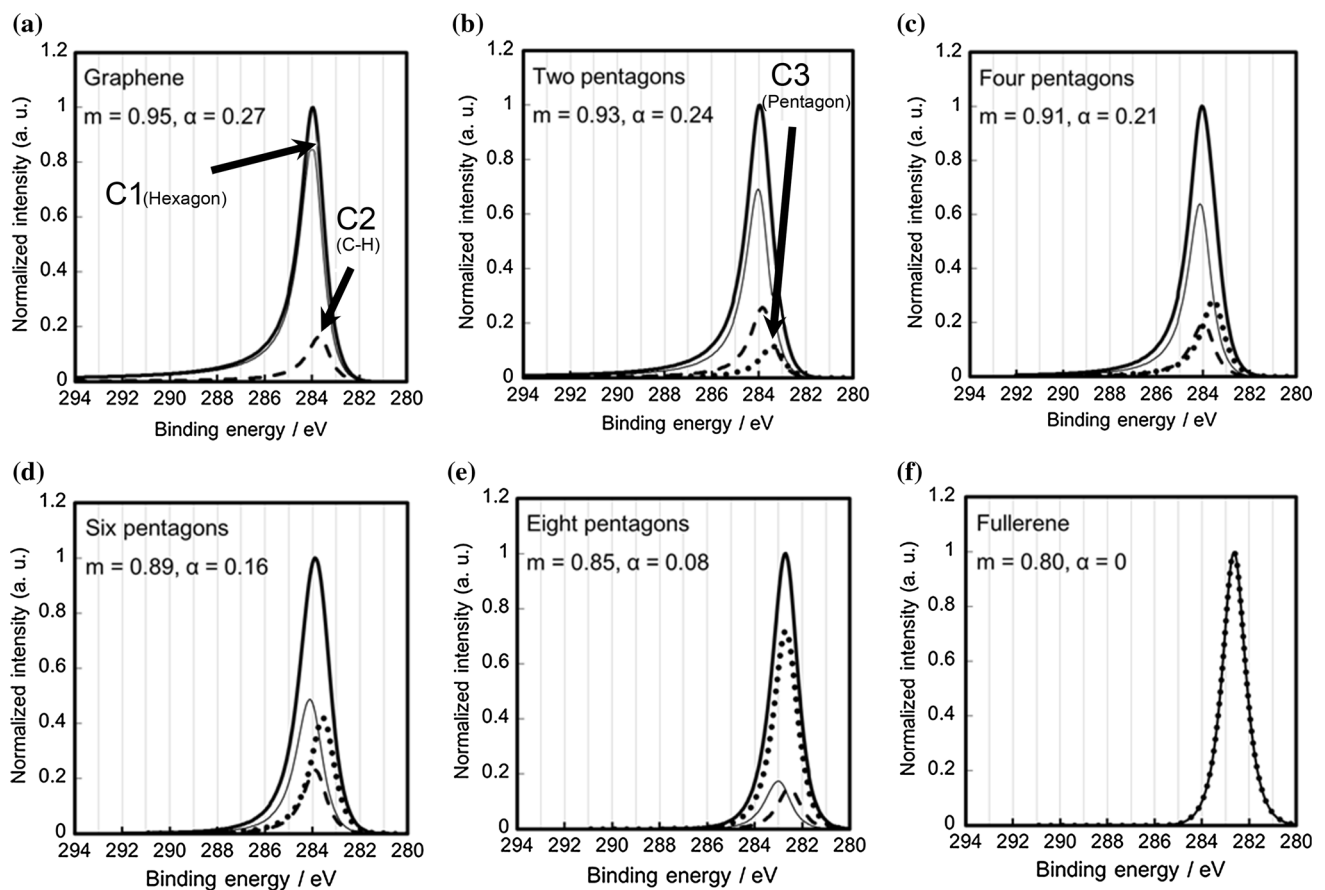 (a)
Normalized intensity (a. u.)
1.2
1
0.8
0.6
0.4
0.2
0
Graphene
m = 0.95, α = 0.27
C1(Hexagon)
C2
(C-H)
294 292 290 288 286 284 282 280
Binding energy / eV
(b)
Normalized intensity (a. u.)
1.2
1
0.8
0.6
0.4
0.2
0
Two pentagons
m = 0.93, α = 0.24
C3
(Pentagon)
294 292 290 288 286 284 282 280
Binding energy / eV
(c)
Normalized intensity (a. u.)
1.2
1
0.8
0.6
0.4
0.2
0
Four pentagons
m = 0.91, α = 0.21
294 292 290 288 286 284 282 280
Binding energy / eV
(d)
Normalized intensity (a. u.)
1.2
1
0.8
0.6
0.4
0.2
0
Six pentagons
m = 0.89, α = 0.16
294 292 290 288 286 284 282 280
Binding energy / eV
(e)
Normalized intensity (a. u.)
1.2
1
0.8
0.6
0.4
0.2
0
Eight pentagons
m = 0.85, α = 0.08
294 292 290 288 286 284 282 280
Binding energy / eV
(f)
Normalized intensity (a. u.)
1.2
1
0.8
0.6
0.4
0.2
0
Fullerene
m = 0.80, α = 0
294 292 290 288 286 284 282 280
Binding energy / eV